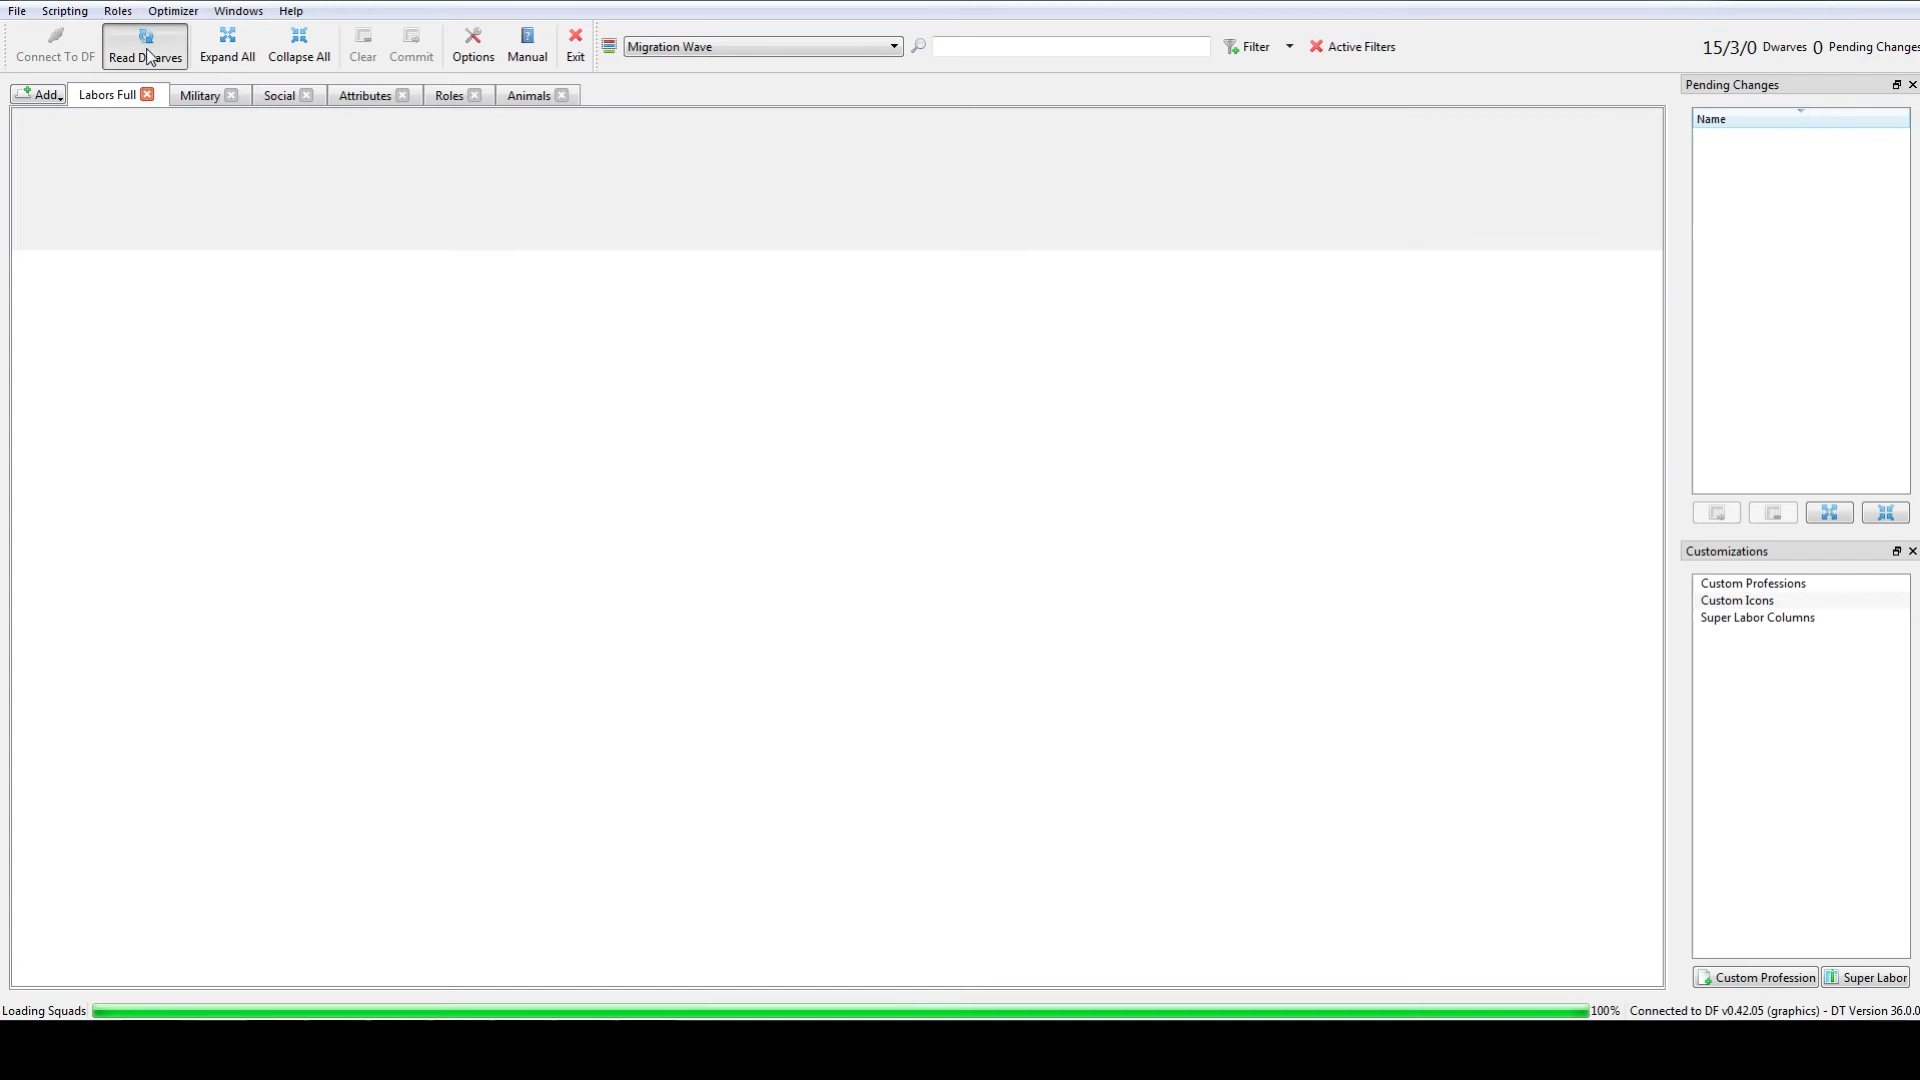 File Scripting Roles Optimizer Windows Help
Connect To DF Read Dwarves Expand All Collapse All Clear Commit Options Manual Exit Migration Wave Filter Active Filters 15/3/0 Dwarves 0 Pending Changes
Add Labors Full Military Social Attributes Roles Animals
Pending Changes
Name
Customizations
Custom Professions
Custom Icons
Super Labor Columns
Custom Profession Super Labor
Loading Squads 100% Connected to DF v0.42.05 (graphics) - DT Version 36.0.0